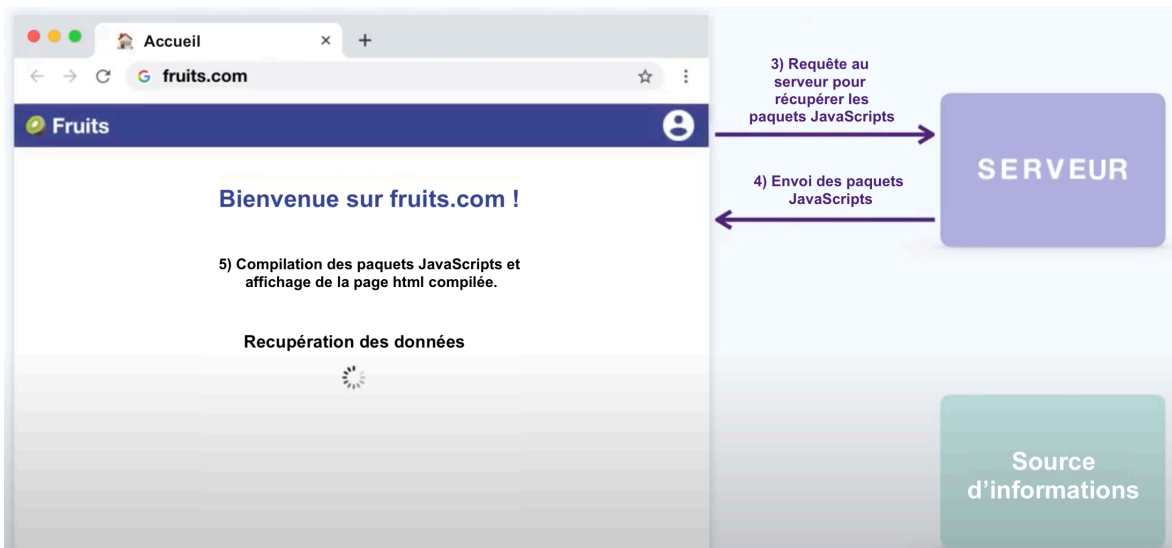 Accueil
fruits.com
Fruits
Bienvenue sur fruits.com !
5) Compilation des paquets JavaScripts et
affichage de la page html compilée.
Recupération des données
3) Requête au
serveur pour
récupérer les
paquets JavaScripts
4) Envoi des paquets
JavaScripts
SERVEUR
Source
d’informations